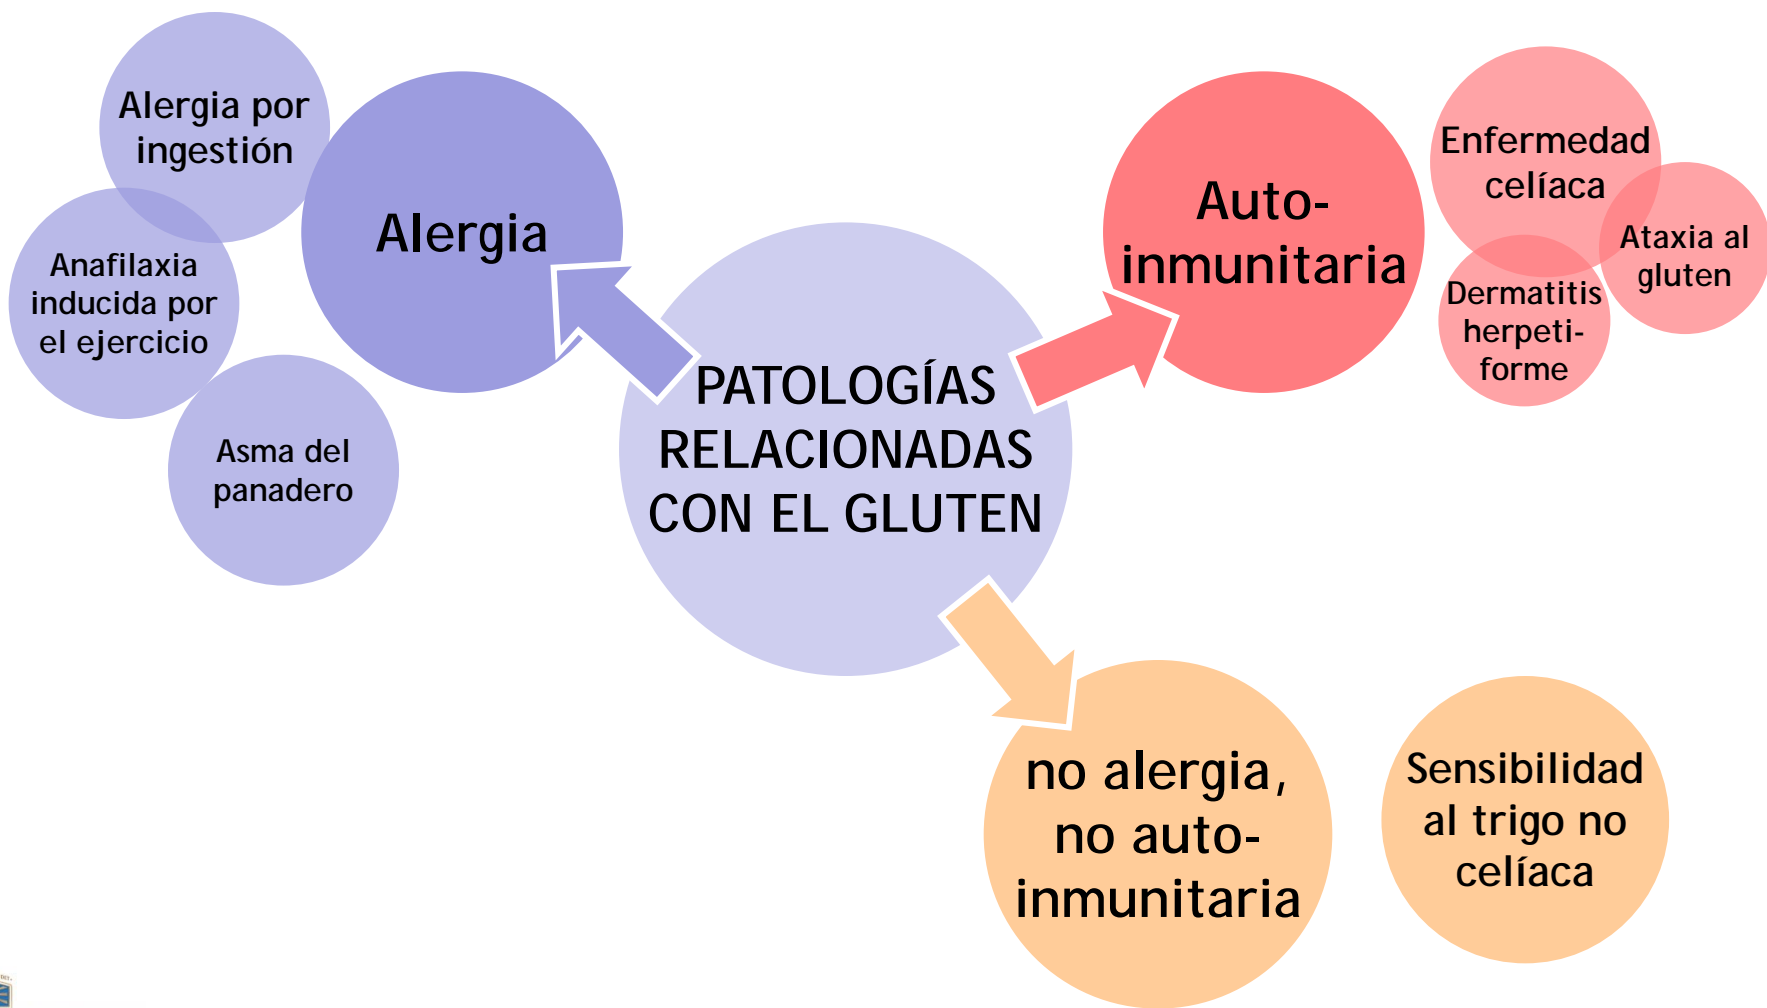 Alergia por
ingestión
Anafilaxia
inducida por
el ejercicio
Asma del
panadero
Alergia
PATOLOGÍAS
RELACIONADAS
CON EL GLUTEN
Auto-
inmunitaria
Enfermedad
celíaca
Ataxia al
gluten
Dermatitis
herpeti-
forme
no alergia,
no auto-
inmunitaria
Sensibilidad
al trigo no
celíaca